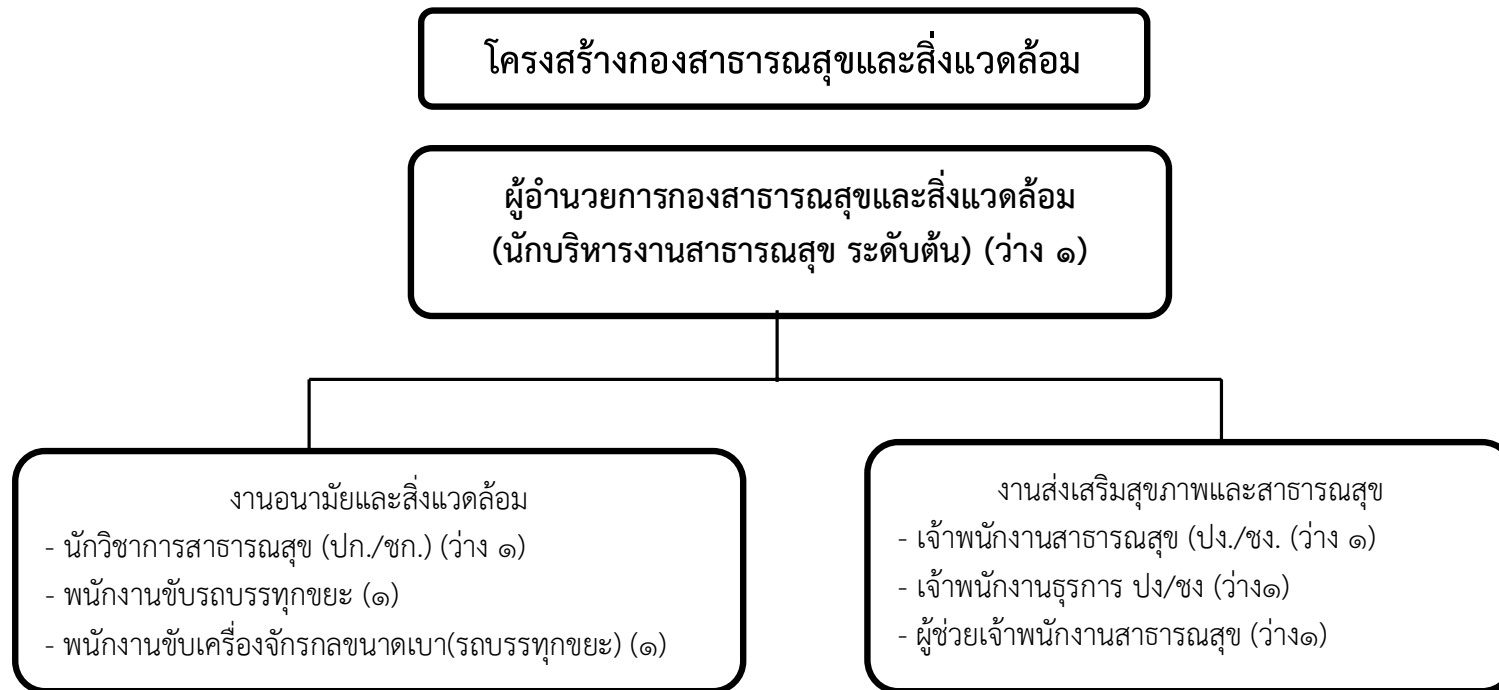 โครงสร้างกองสาธารณสุขและสิ่งแวดล้อม
ผู้อำนวยการกองสาธารณสุขและสิ่งแวดล้อม
(นักบริหารงานสาธารณสุข ระดับต้น) (ว่าง ๑)
งานอนามัยและสิ่งแวดล้อม
- นักวิชาการสาธารณสุข (ปก./ชก.) (ว่าง ๑)
- พนักงานขับรถบรรทุกขยะ (๑)
- พนักงานขับเครื่องจักรกลขนาดเบา(รถบรรทุกขยะ) (๑)
งานส่งเสริมสุขภาพและสาธารณสุข
- เจ้าพนักงานสาธารณสุข (ปง./ชง. (ว่าง ๑)
- เจ้าพนักงานธุรการ ปง/ชง (ว่าง๑)
- ผู้ช่วยเจ้าพนักงานสาธารณสุข (ว่าง๑)